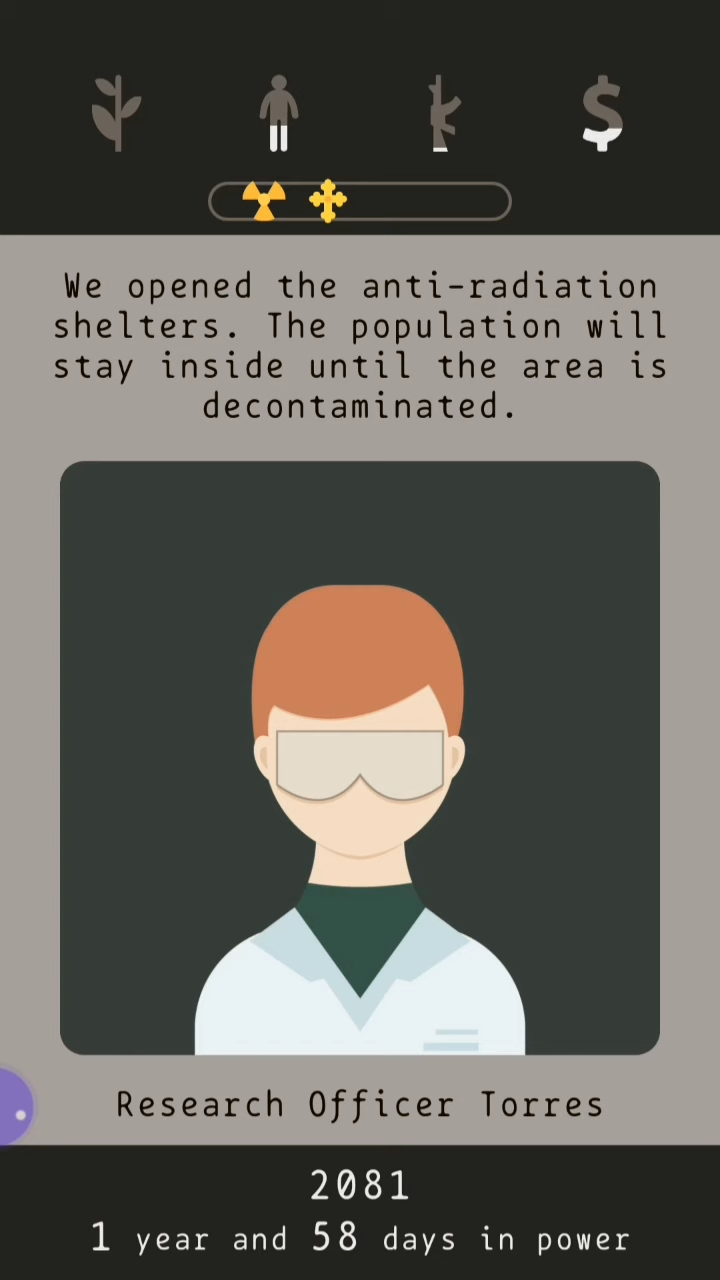 We opened the anti-radiation
shelters. The population will
stay inside until the area is
decontaminated.
Research Officer Torres
2081
1 year and 58 days in power